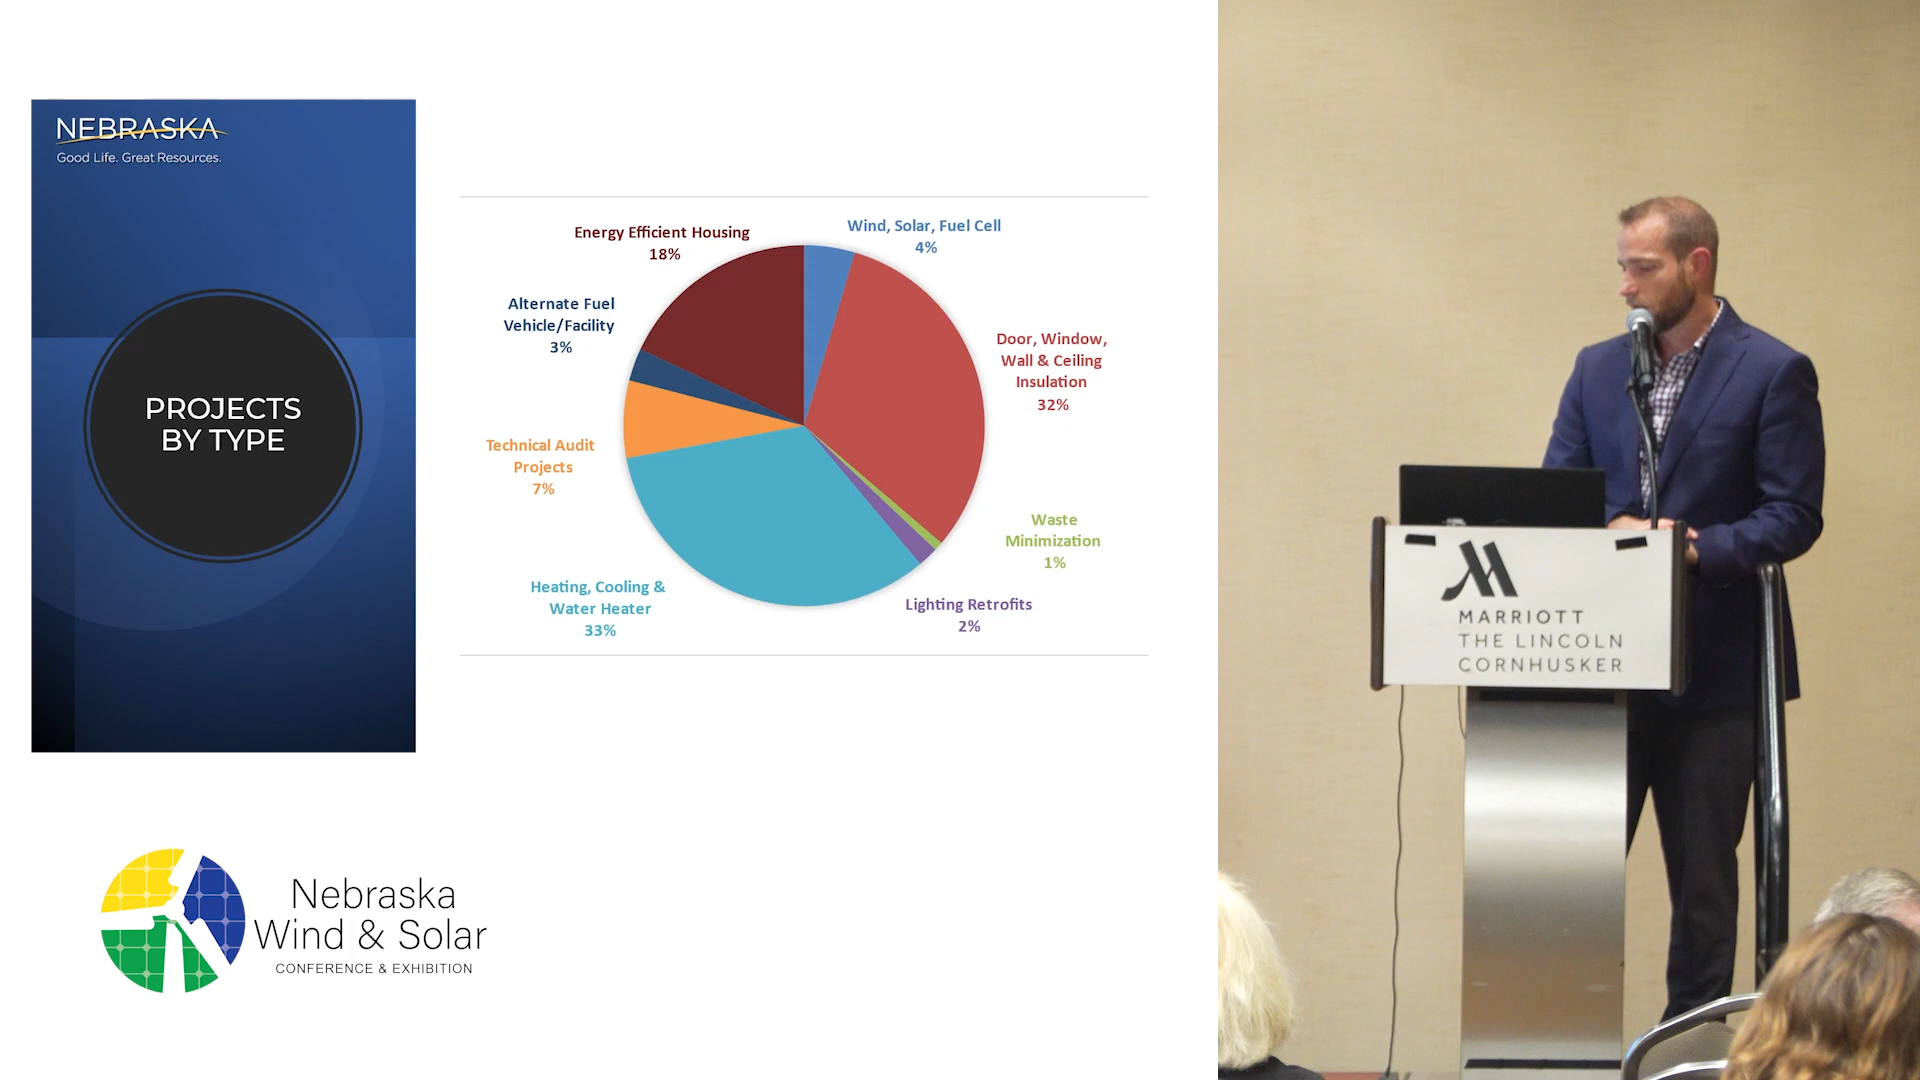 NEBRASKA
Good Life. Great Resources.
PROJECTS
BY TYPE
Energy Efficient Housing
18%
Wind, Solar, Fuel Cell
4%
Alternate Fuel
Vehicle/Facility
3%
Door, Window,
Wall & Ceiling
Insulation
32%
Technical Audit
Projects
7%
Waste
Minimization
1%
Heating, Cooling &
Water Heater
33%
Lighting Retrofits
2%
Nebraska
Wind & Solar
CONFERENCE & EXHIBITION
MARRIOTT
THE LINCOLN
CORNHUSKER